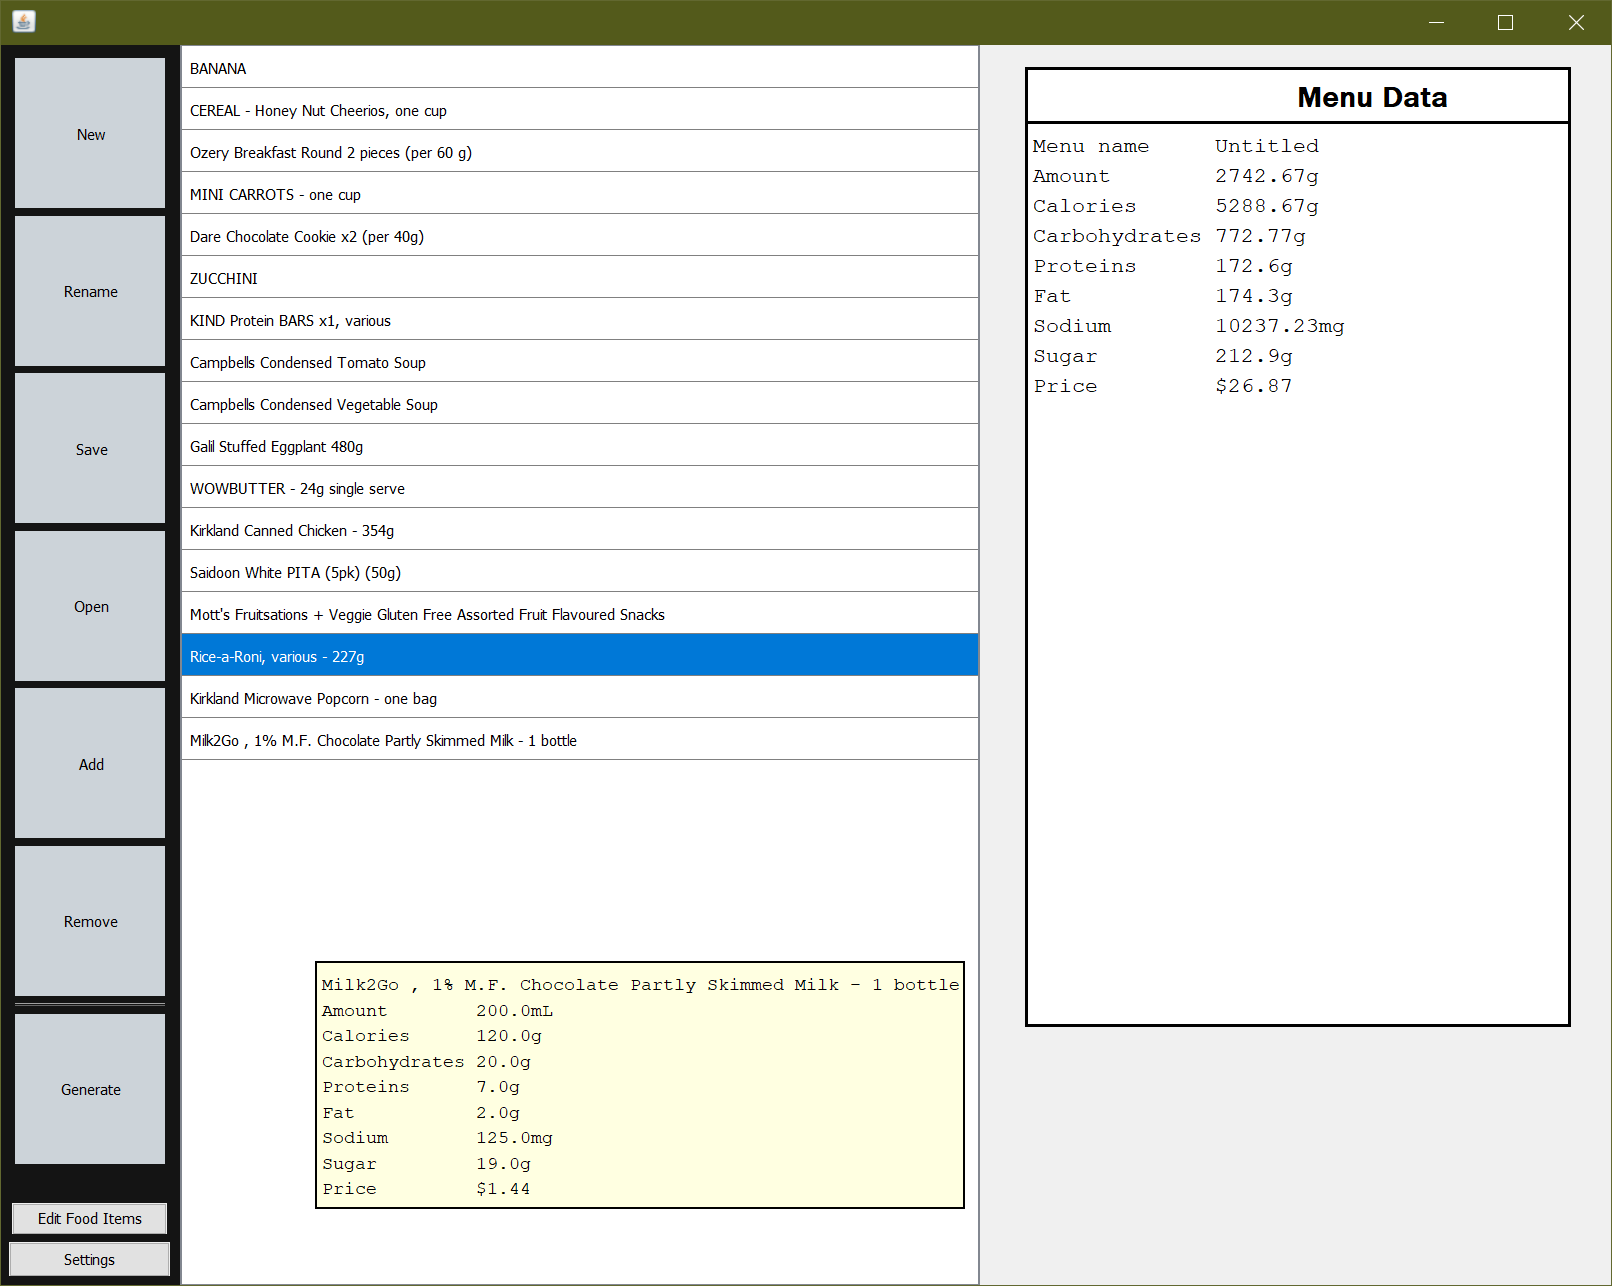 New
Rename
Save
Open
Add
Remove
Generate
Edit Food Items
Settings
BANANA
CEREAL - Honey Nut Cheerios, one cup
Ozery Breakfast Round 2 pieces (per 60 g)
MINI CARROTS - one cup
Dare Chocolate Cookie x2 (per 40g)
ZUCCHINI
KIND Protein BARS x1, various
Campbells Condensed Tomato Soup
Campbells Condensed Vegetable Soup
Galil Stuffed Eggplant 480g
WOWBUTTER - 24g single serve
Kirkland Canned Chicken - 354g
Saidoon White PITA (5pk) (50g)
Mott's Fruitsations + Veggie Gluten Free Assorted Fruit Flavoured Snacks
Rice-a-Roni, various - 227g
Kirkland Microwave Popcorn - one bag
Milk2Go , 1% M.F. Chocolate Partly Skimmed Milk - 1 bottle
Milk2Go , 1% M.F. Chocolate Partly Skimmed Milk - 1 bottle
Amount 200.0mL
Calories 120.0g
Carbohydrates 20.0g
Proteins 7.0g
Fat 2.0g
Sodium 125.0mg
Sugar 19.0g
Price $1.44
Menu Data
Menu name Untitled
Amount 2742.67g
Calories 5288.67g
Carbohydrates 772.77g
Proteins 172.6g
Fat 174.3g
Sodium 10237.23mg
Sugar 212.9g
Price $26.87